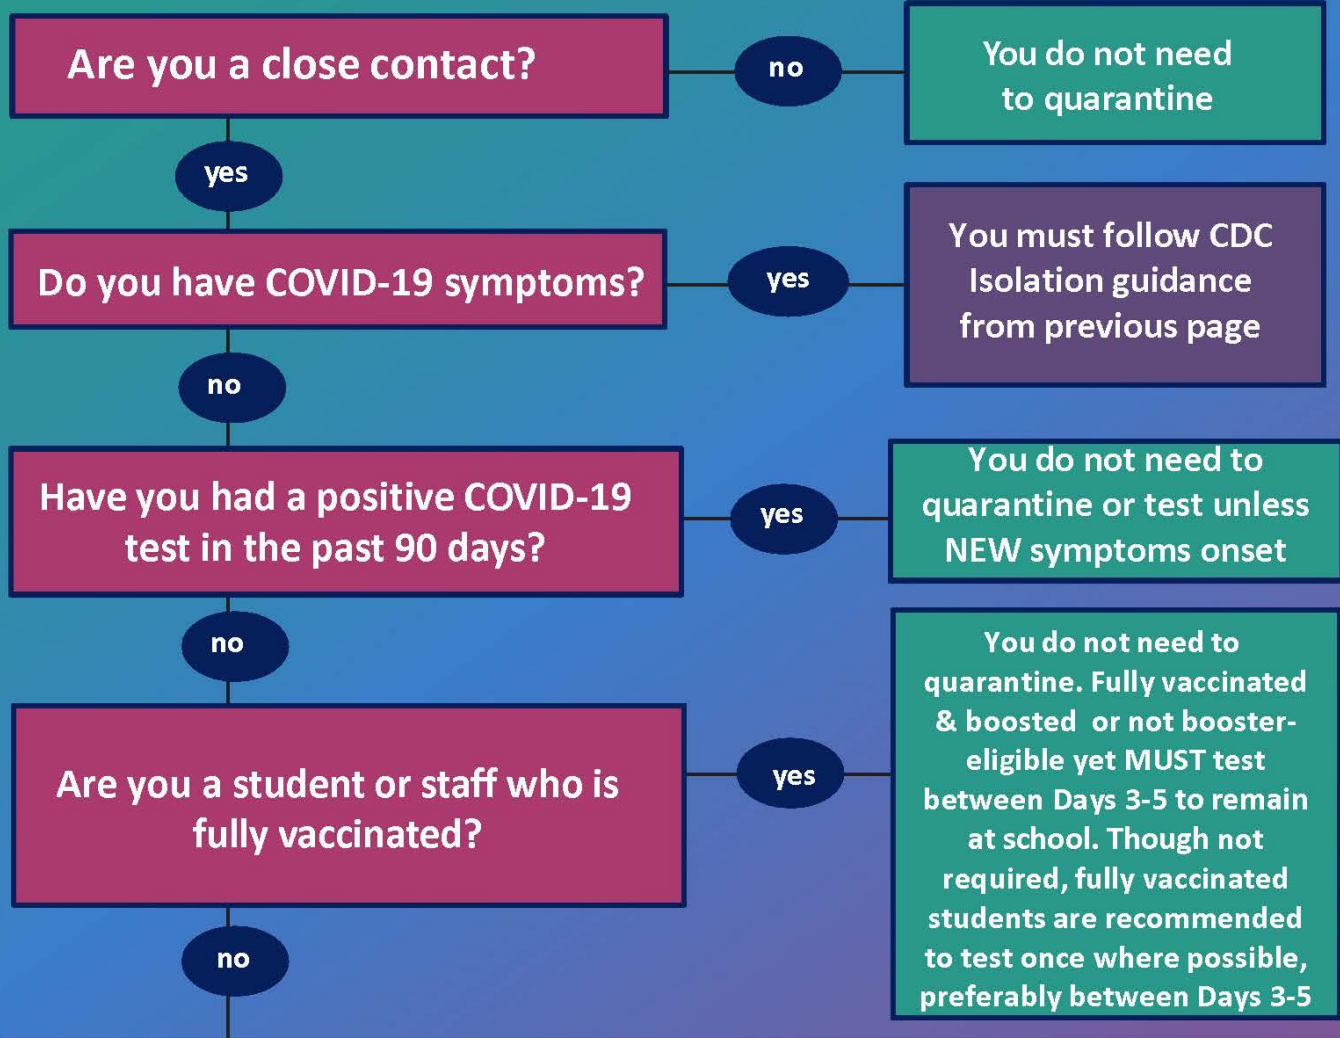 Are you a close contact?
no
You do not need
to quarantine
yes
Do you have COVID-19 symptoms?
yes
You must follow CDC
Isolation guidance
from previous page
no
Have you had a positive COVID-19
test in the past 90 days?
yes
You do not need to
quarantine or test unless
NEW symptoms onset
no
Are you a student or staff who is
fully vaccinated?
yes
You do not need to
quarantine. Fully vaccinated
& boosted or not booster-
eligible yet MUST test
between Days 3-5 to remain
at school. Though not
required, fully vaccinated
students are recommended
to test once where possible,
preferably between Days 3-5
no